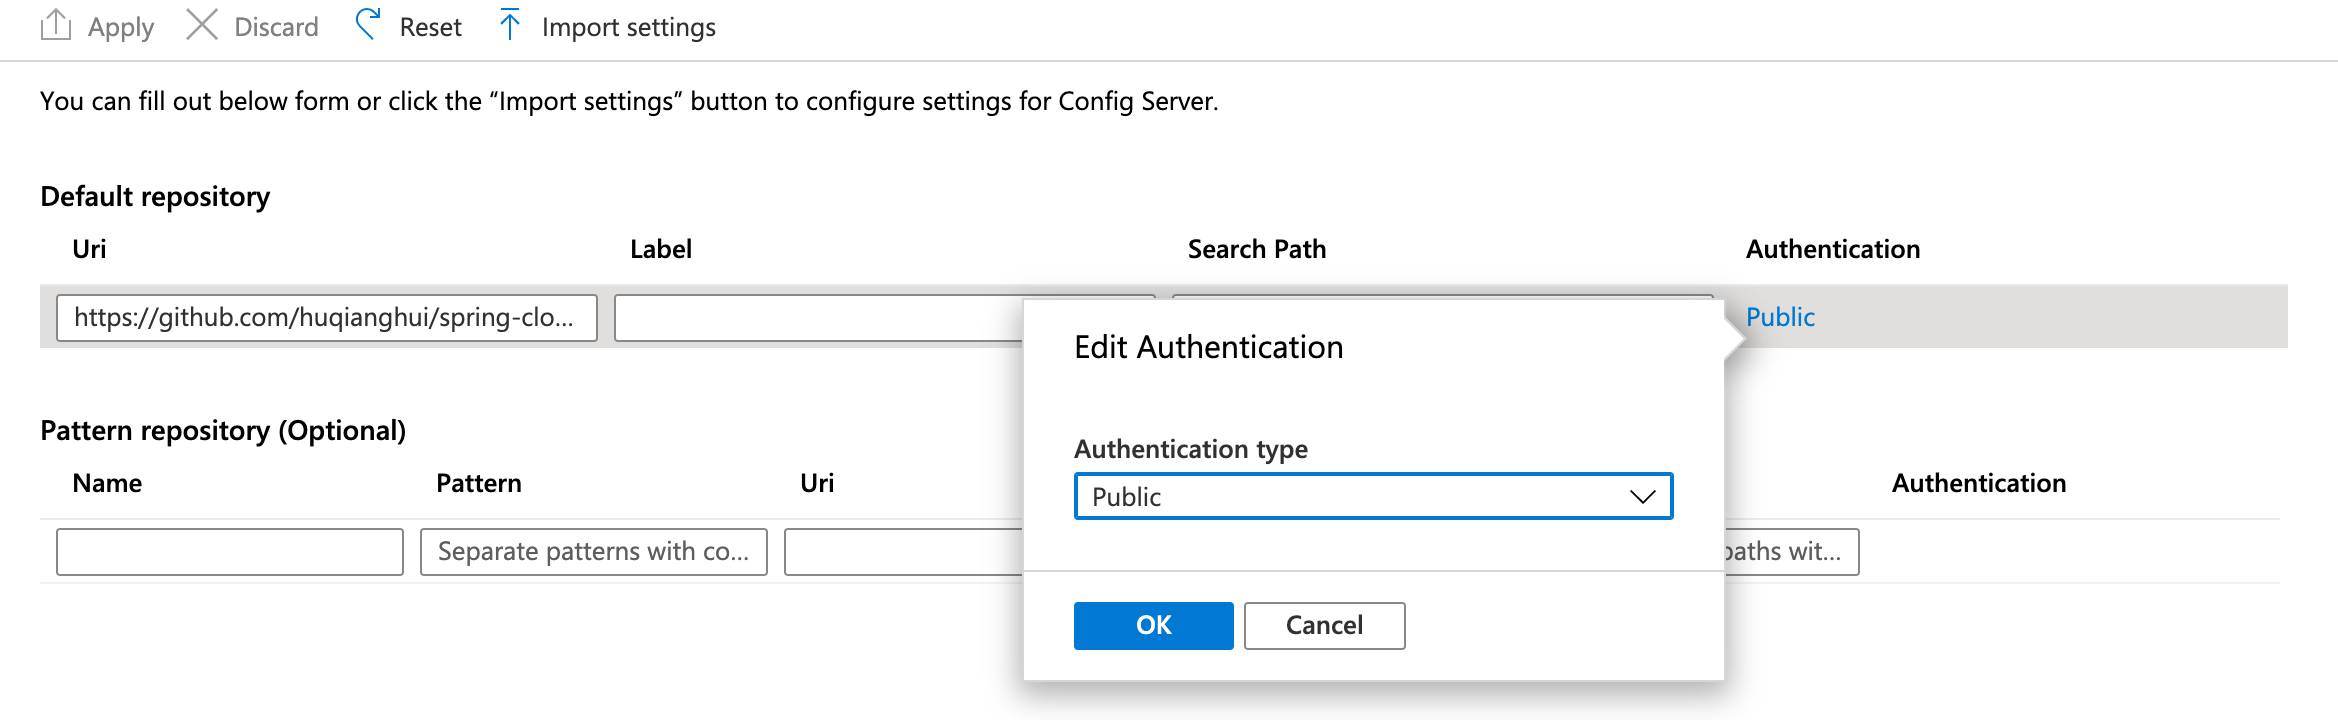 Apply Discard Reset Import settings
You can fill out below form or click the “Import settings” button to configure settings for Config Server.
Default repository
Uri Label Search Path Authentication
https://github.com/huqianghui/spring-clo... Public
Edit Authentication
Pattern repository (Optional)
Authentication type
Name Pattern Uri Authentication
Public
Separate patterns with co... paths wit...
OK Cancel